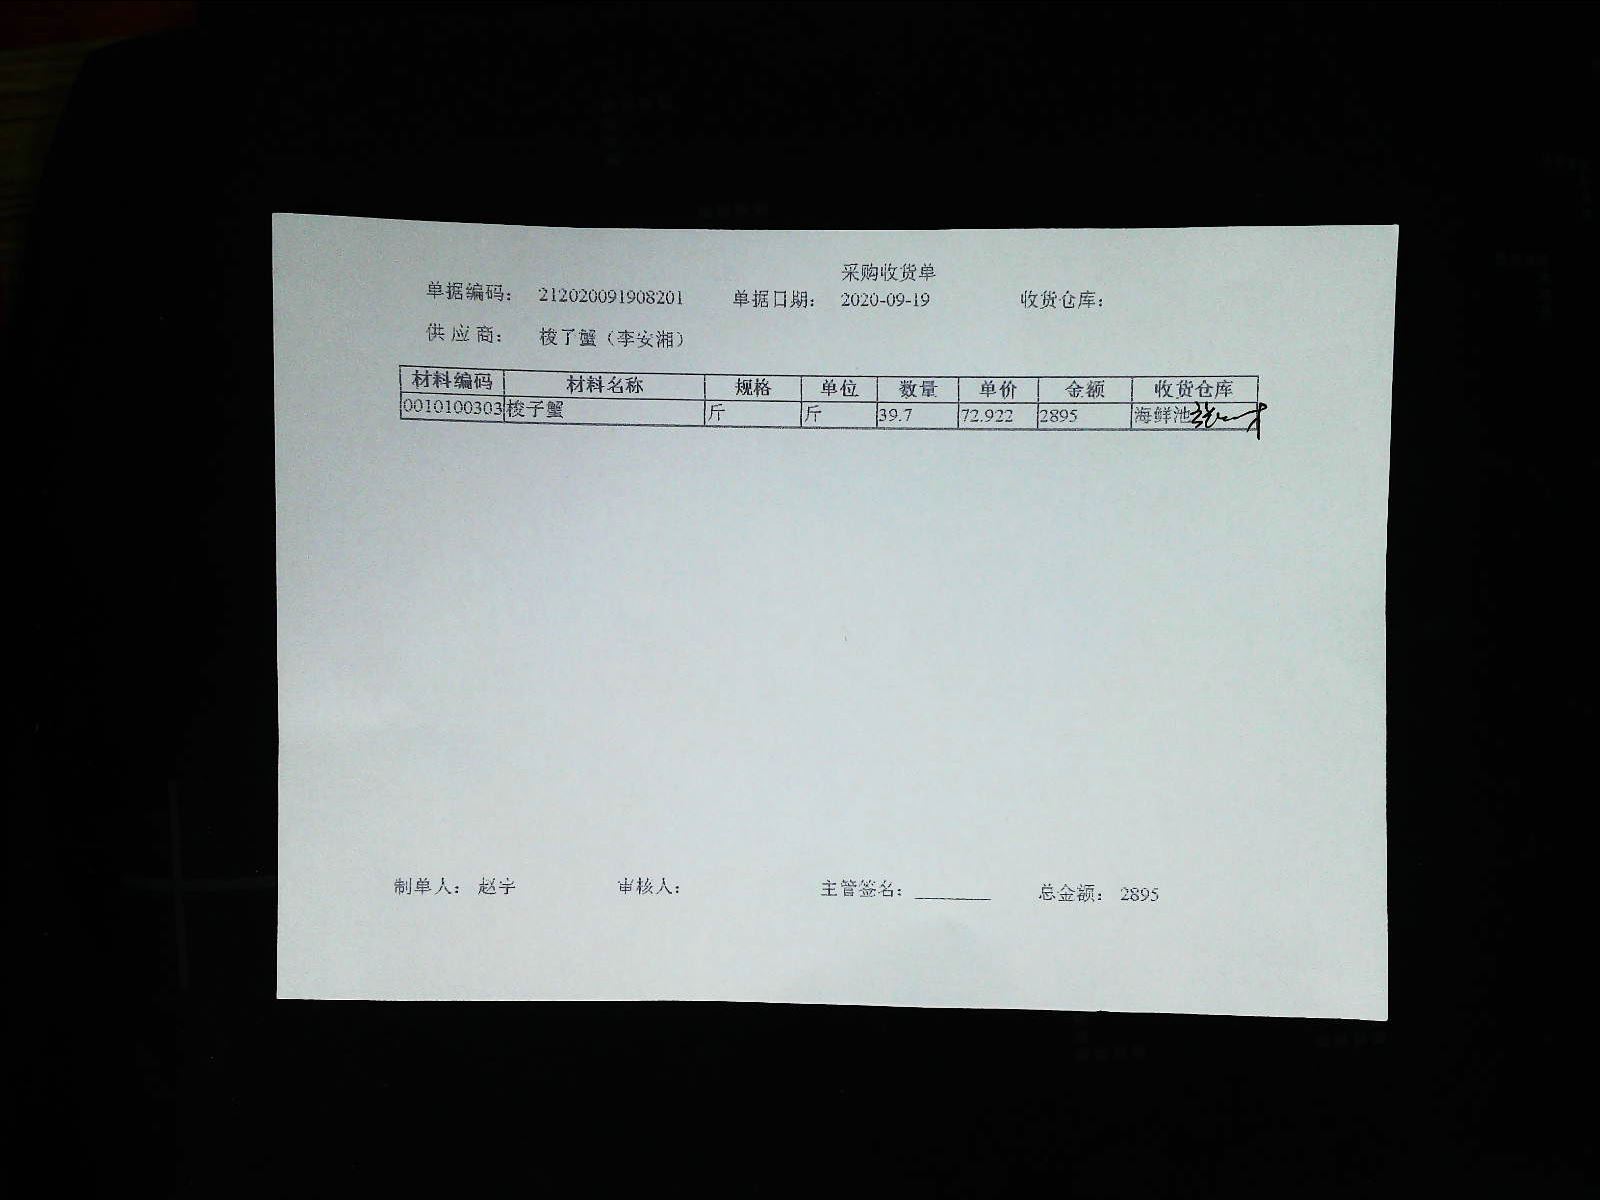 采购收货单
单据编码： 212020091908201 单据日期： 2020-09-19 收货仓库：
供 应 商： 梭子蟹（李安湘）
材料编码 材料名称 规格 单位 数量 单价 金额 收货仓库
0010100303 梭子蟹 斤 斤 39.7 72.922 2895 海鲜池
制单人： 赵宇 审核人： 主管签名： 总金额： 2895